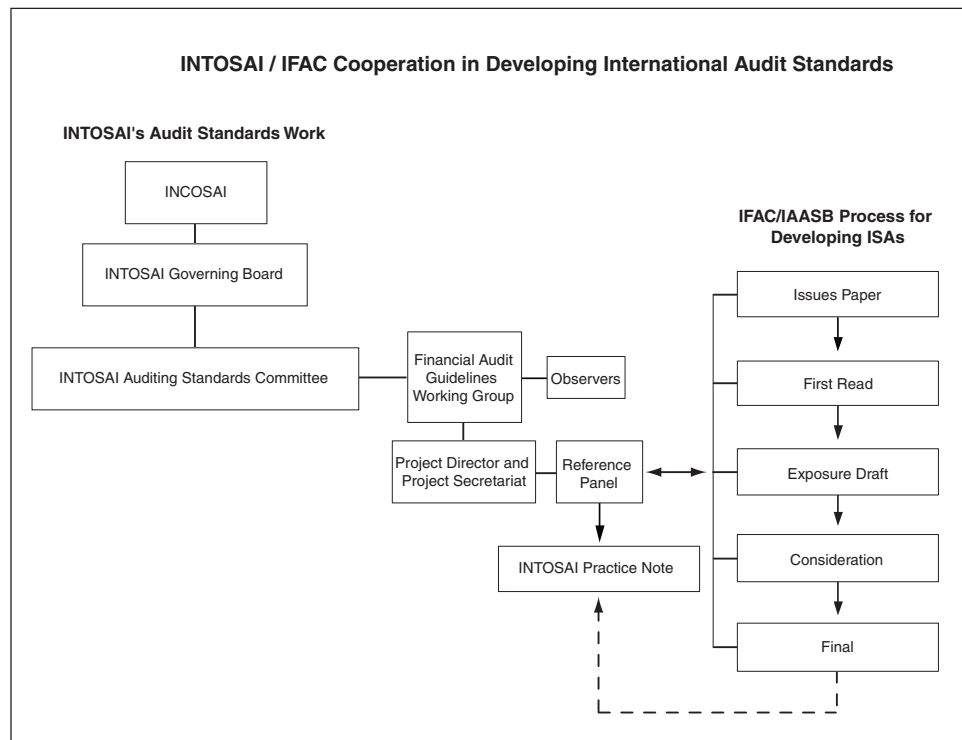 INTOSAI / IFAC Cooperation in Developing International Audit Standards
INTOSAI's Audit Standards Work
INCOSAI
INTOSAI Governing Board
INTOSAI Auditing Standards Committee
Financial Audit
Guidelines
Working Group
Observers
Project Director and
Project Secretariat
Reference
Panel
INTOSAI Practice Note
IFAC/IAASB Process for
Developing ISAs
Issues Paper
First Read
Exposure Draft
Consideration
Final